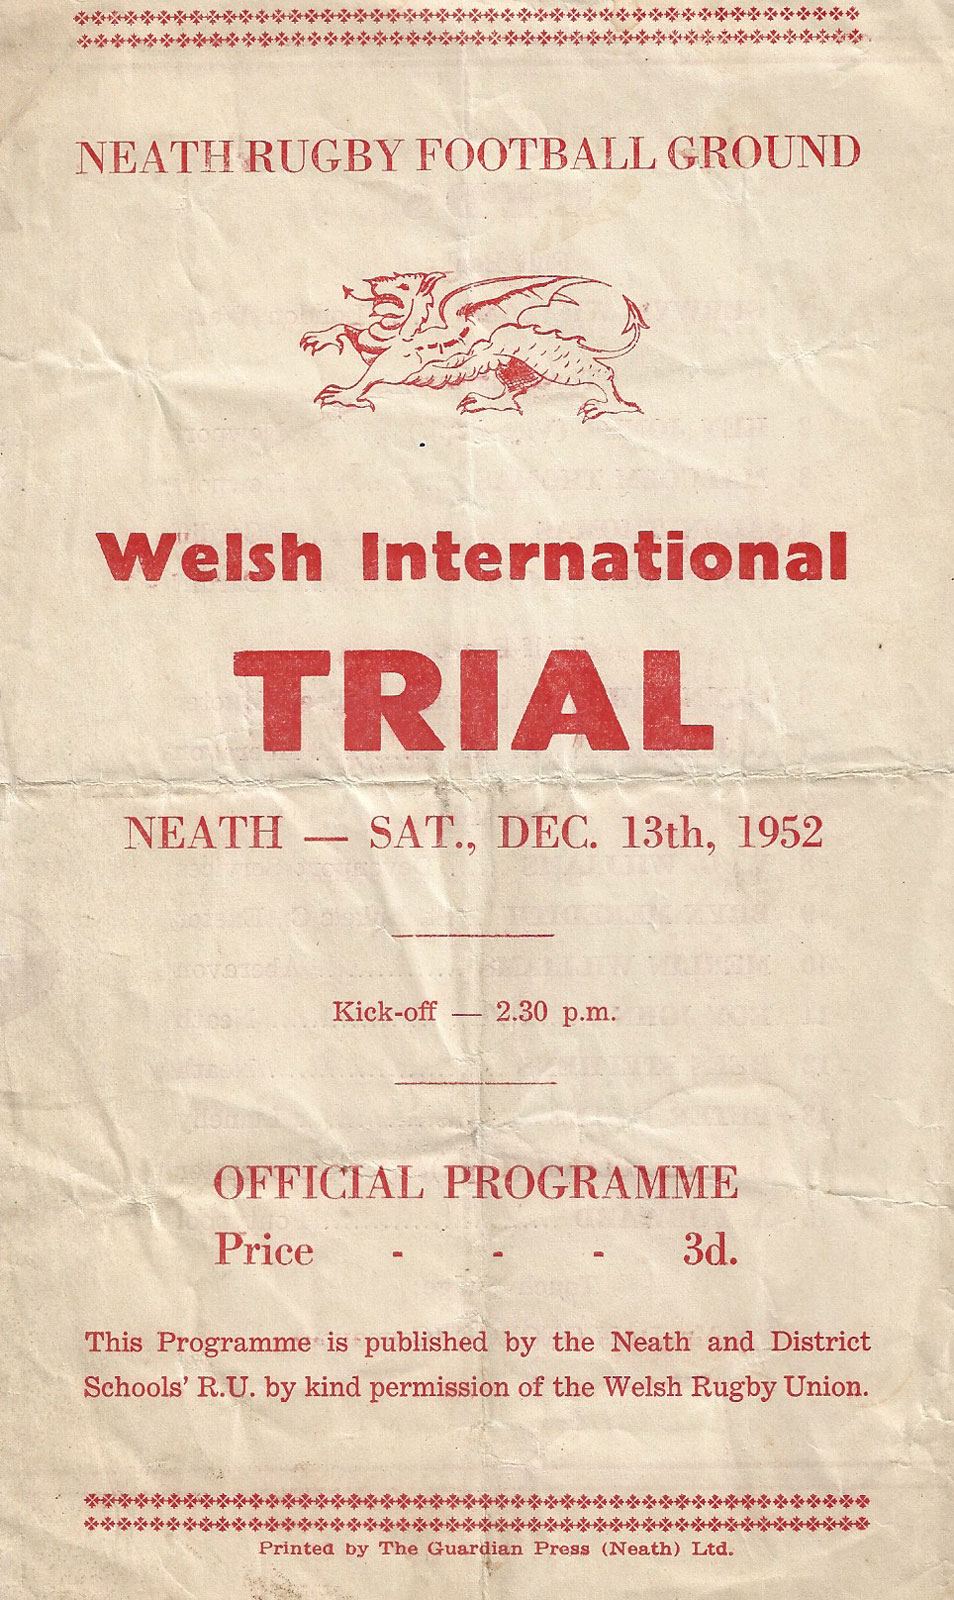 NEATH RUGBY FOOTBALL GROUND
Welsh International
TRIAL
NEATH — SAT., DEC. 13th, 1952
Kick-off — 2.30 p.m.
OFFICIAL PROGRAMME
Price - - - 3d.
This Programme is published by the Neath and District
Schools' R.U. by kind permission of the Welsh Rugby Union.
Printed by The Guardian Press (Neath) Ltd.